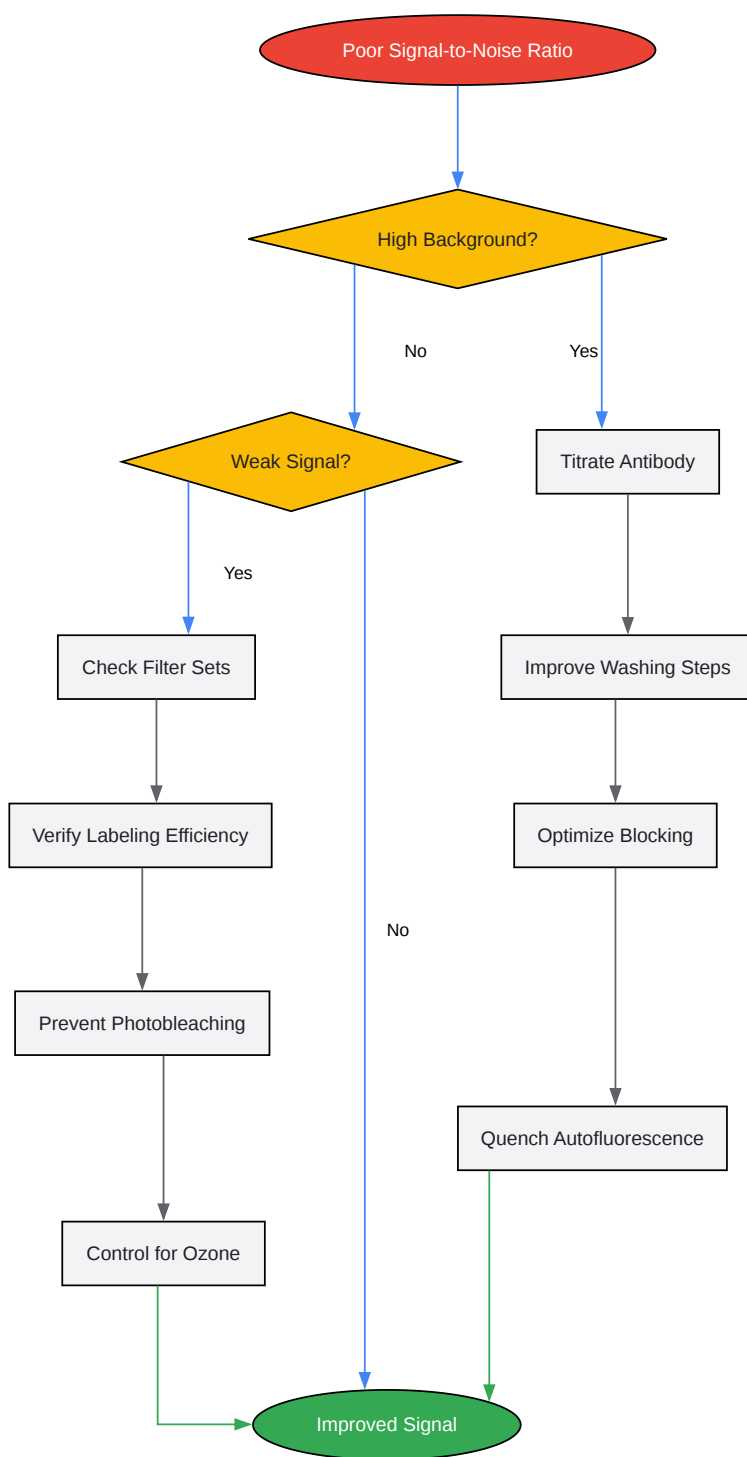 Poor Signal-to-Noise Ratio
High Background?
No
Yes
Weak Signal?
Titrate Antibody
Yes
Check Filter Sets
Improve Washing Steps
Verify Labeling Efficiency
Optimize Blocking
No
Prevent Photobleaching
Quench Autofluorescence
Control for Ozone
Improved Signal